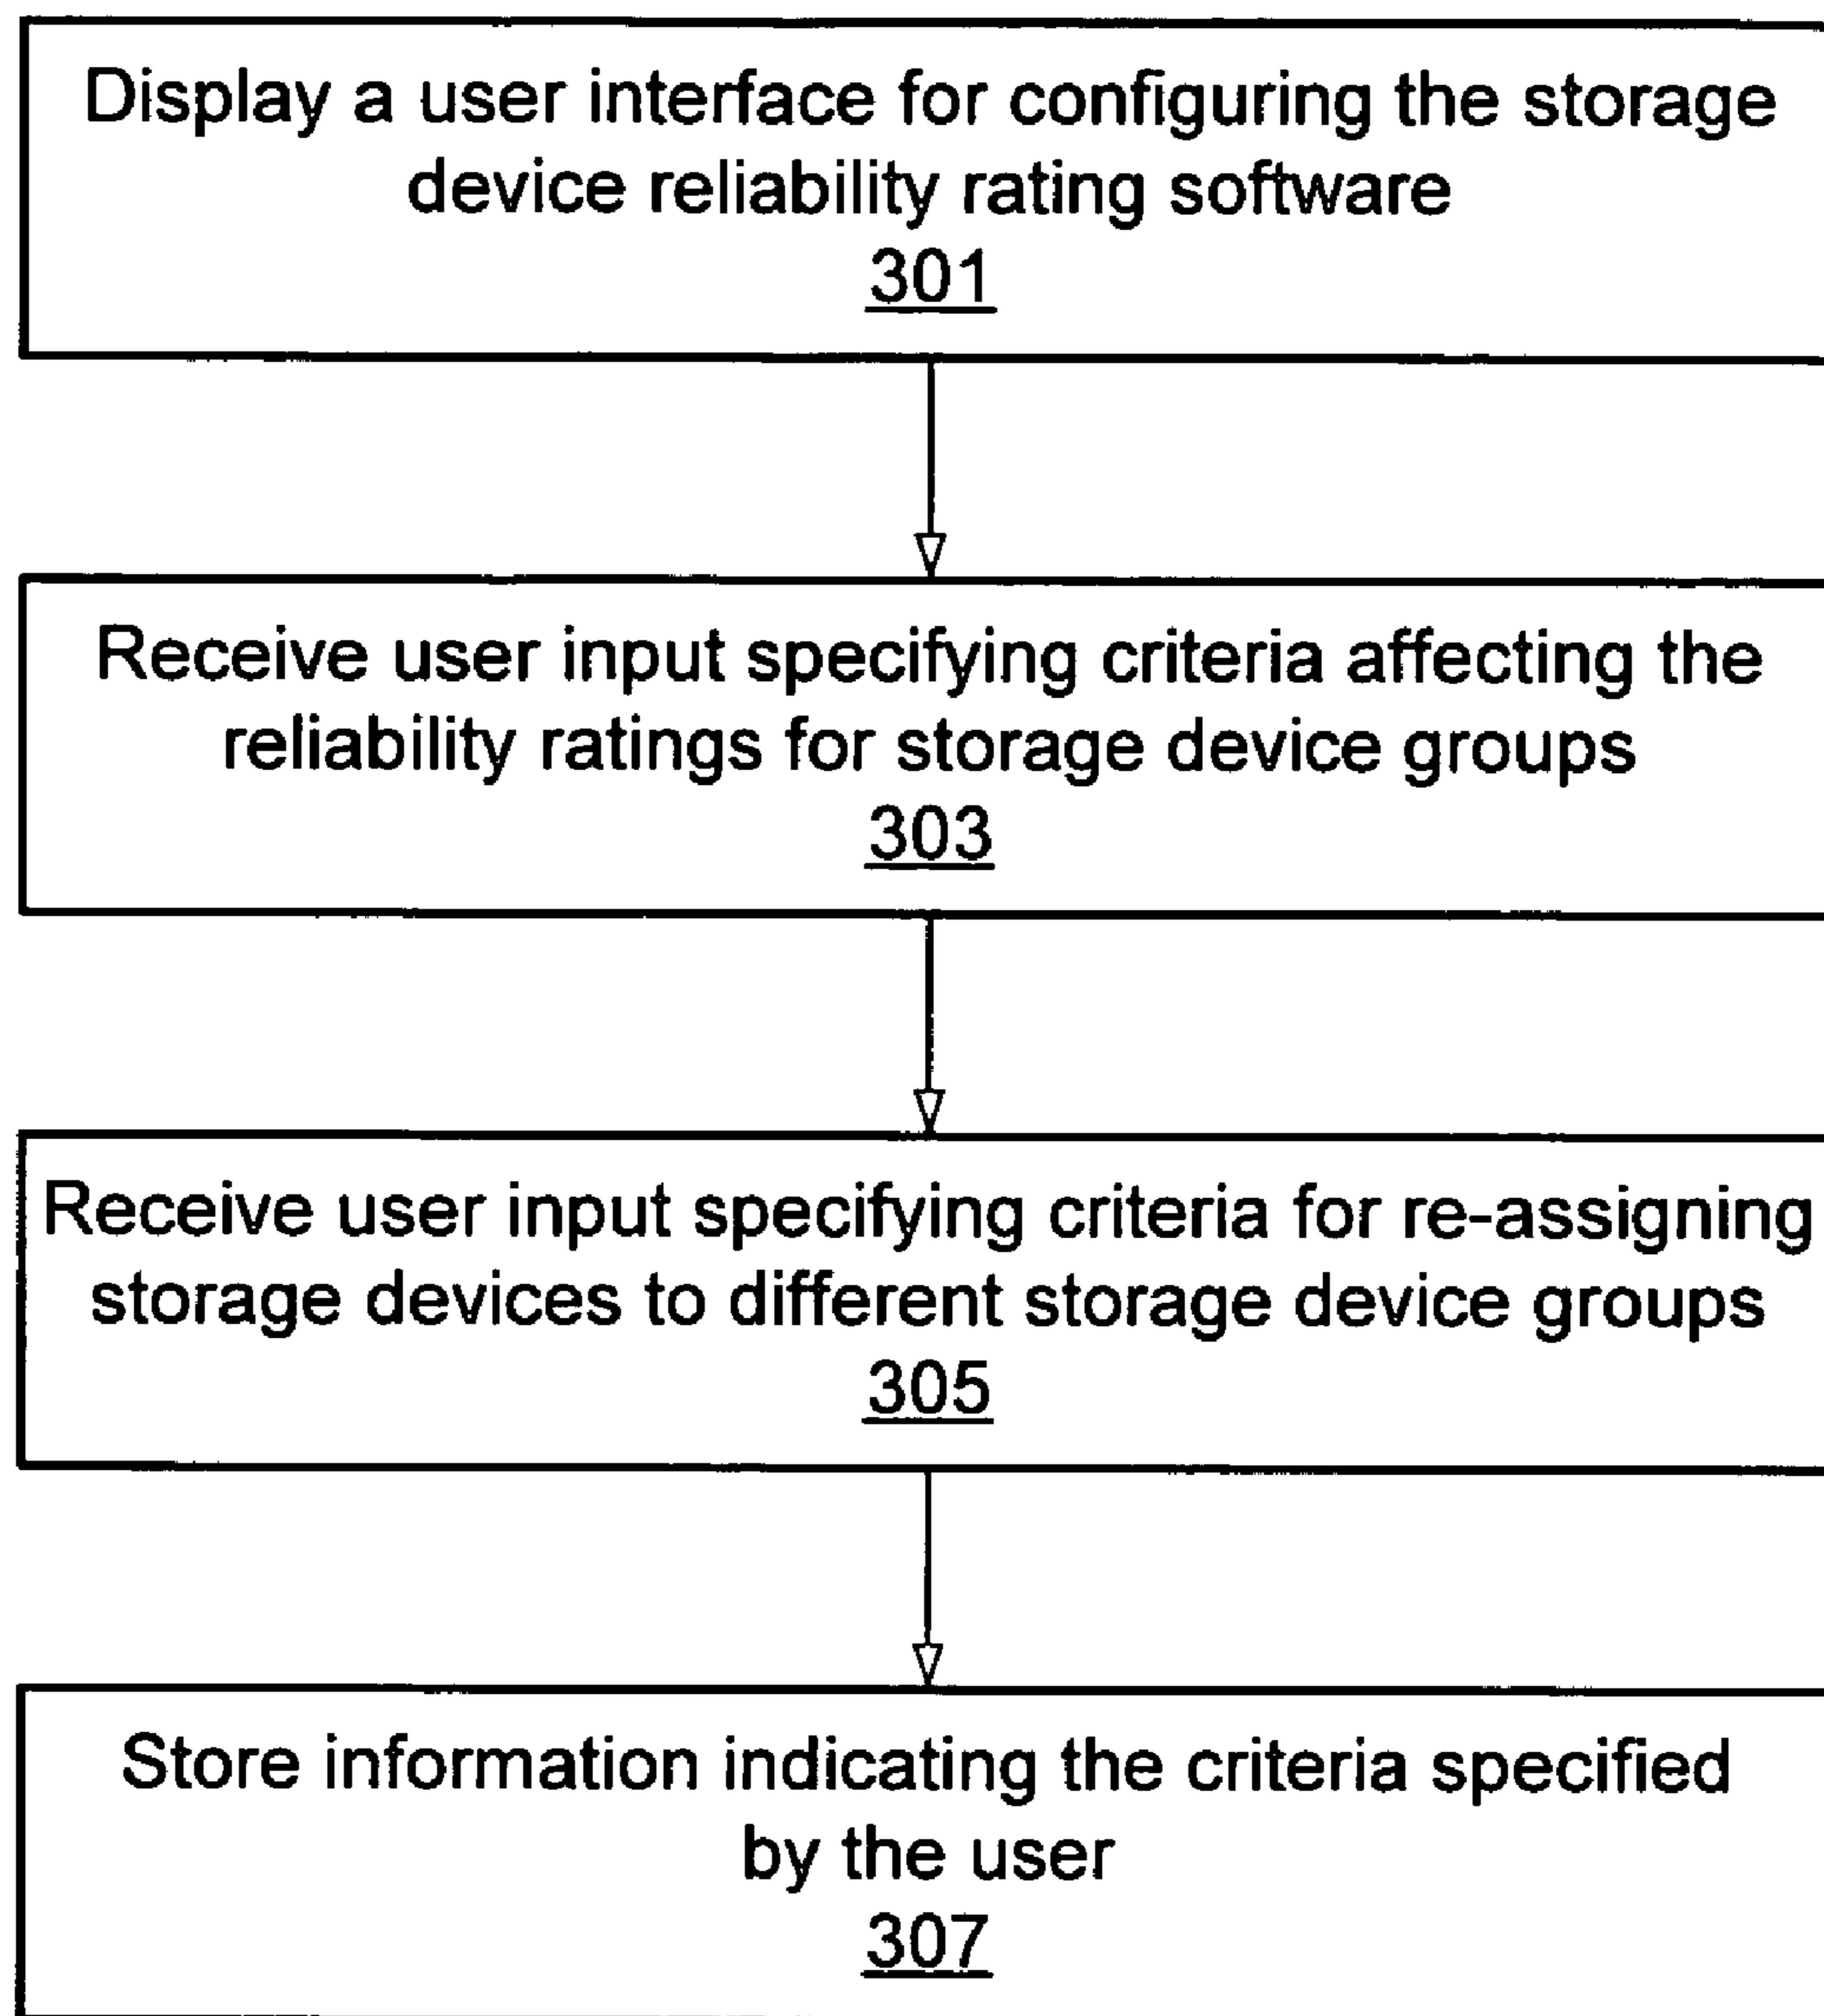 Display a user interface for configuring the storage
device reliability rating software
301
Receive user input specifying criteria affecting the
reliability ratings for storage device groups
303
Receive user input specifying criteria for re-assigning
storage devices to different storage device groups
305
Store information indicating the criteria specified
by the user
307